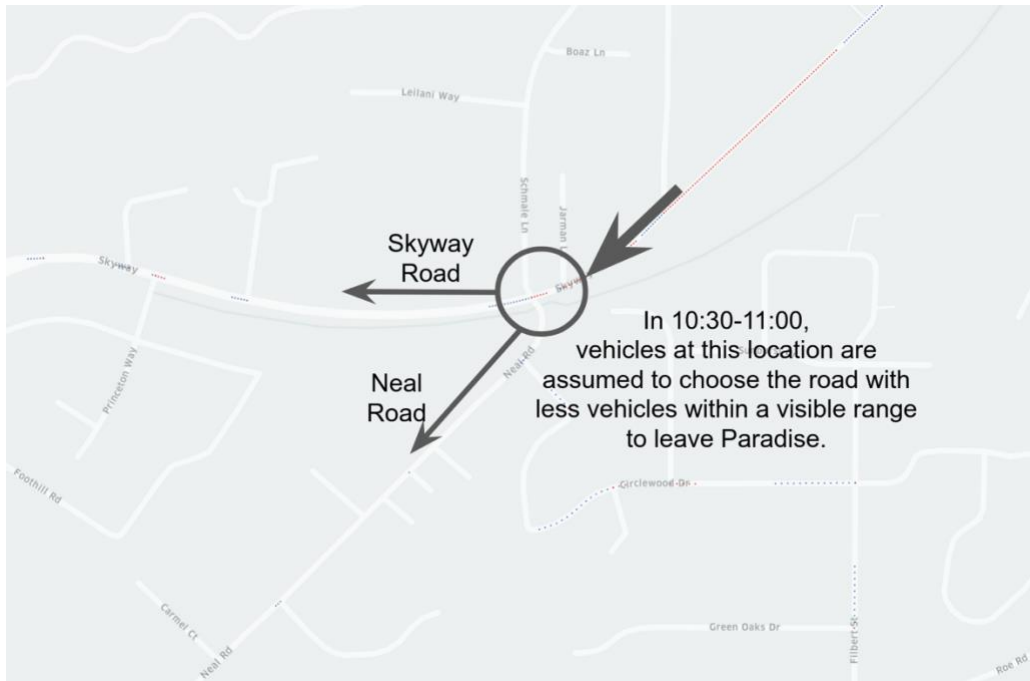 Boaz Ln
Leilani Way
Schmale Ln
Jarman L
Skyway
Road
Skyway
Skyw
In 10:30-11:00,
vehicles at this location are
assumed to choose the road with
less vehicles within a visible range
to leave Paradise.
Princeton Way
Neal
Road
Neal Rd
Foothill Rd
Circlewood Dr
Carmel Ct
Neal Rd
Green Oaks Dr
Filbert St
Roe Rd